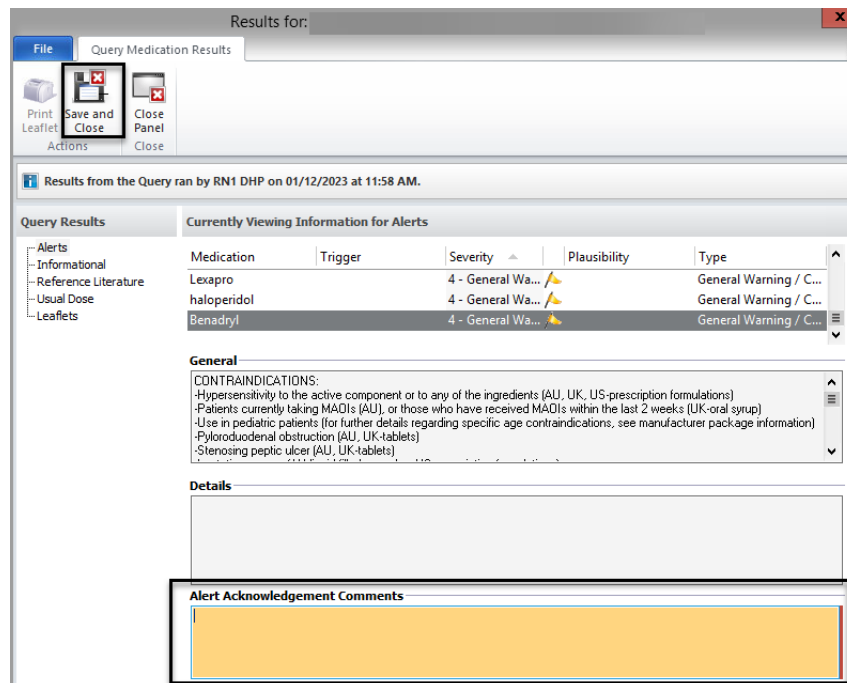 Results for:
x
File
Query Medication Results
Print Leaflet
Save and Close
Close Panel
Actions
Close
Results from the Query ran by RN1 DHP on 01/12/2023 at 11:58 AM.
Query Results
Currently Viewing Information for Alerts
Alerts
Informational
Reference Literature
Usual Dose
Leaflets
Medication Trigger Severity Plausibility Type
Lexapro 4 - General Wa... General Warning / C...
haloperidol 4 - General Wa... General Warning / C...
Benadryl 4 - General Wa... General Warning / C...
General
CONTRAINDICATIONS:
-Hypersensitivity to the active component or to any of the ingredients (AU, UK, US-prescription formulations)
-Patients currently taking MAOIs (AU), or those who have received MAOIs within the last 2 weeks (UK-oral syrup)
-Use in pediatric patients (for further details regarding specific age contraindications, see manufacturer package information)
-Pyloroduodenal obstruction (AU, UK-tablets)
-Stenosing peptic ulcer (AU, UK-tablets)
Details
Alert Acknowledgement Comments